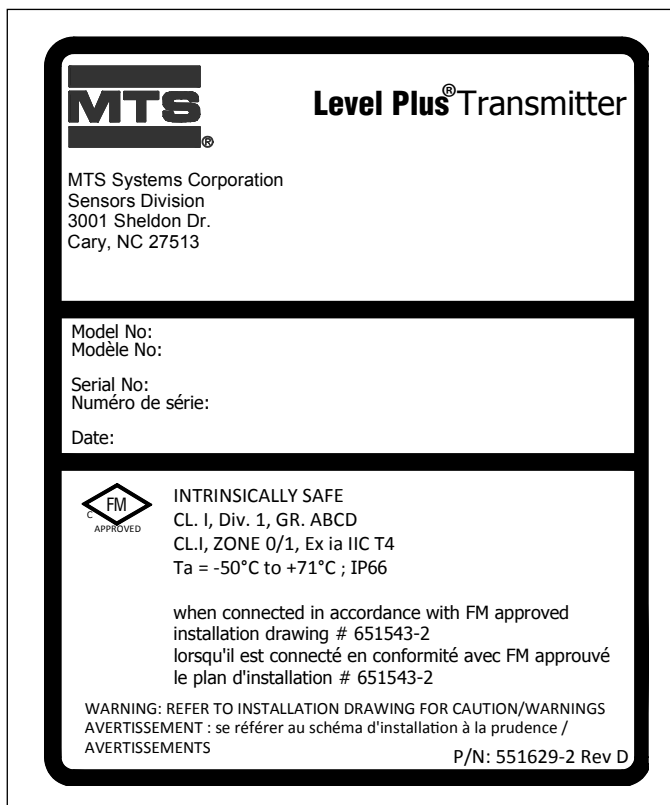 MTS
®
Level Plus® Transmitter
MTS Systems Corporation
Sensors Division
3001 Sheldon Dr.
Cary, NC 27513
Model No:
Modèle No:
Serial No:
Numéro de série:
Date:
FM
C
APPROVED
INTRINSICALLY SAFE
CL. I, Div. 1, GR. ABCD
CL.I, ZONE 0/1, Ex ia IIC T4
Ta = -50°C to +71°C ; IP66
when connected in accordance with FM approved
installation drawing # 651543-2
lorsqu'il est connecté en conformité avec FM approuvé
le plan d'installation # 651543-2
WARNING: REFER TO INSTALLATION DRAWING FOR CAUTION/WARNINGS
AVERTISSEMENT : se référer au schéma d'installation à la prudence /
AVERTISSEMENTS
P/N: 551629-2 Rev D